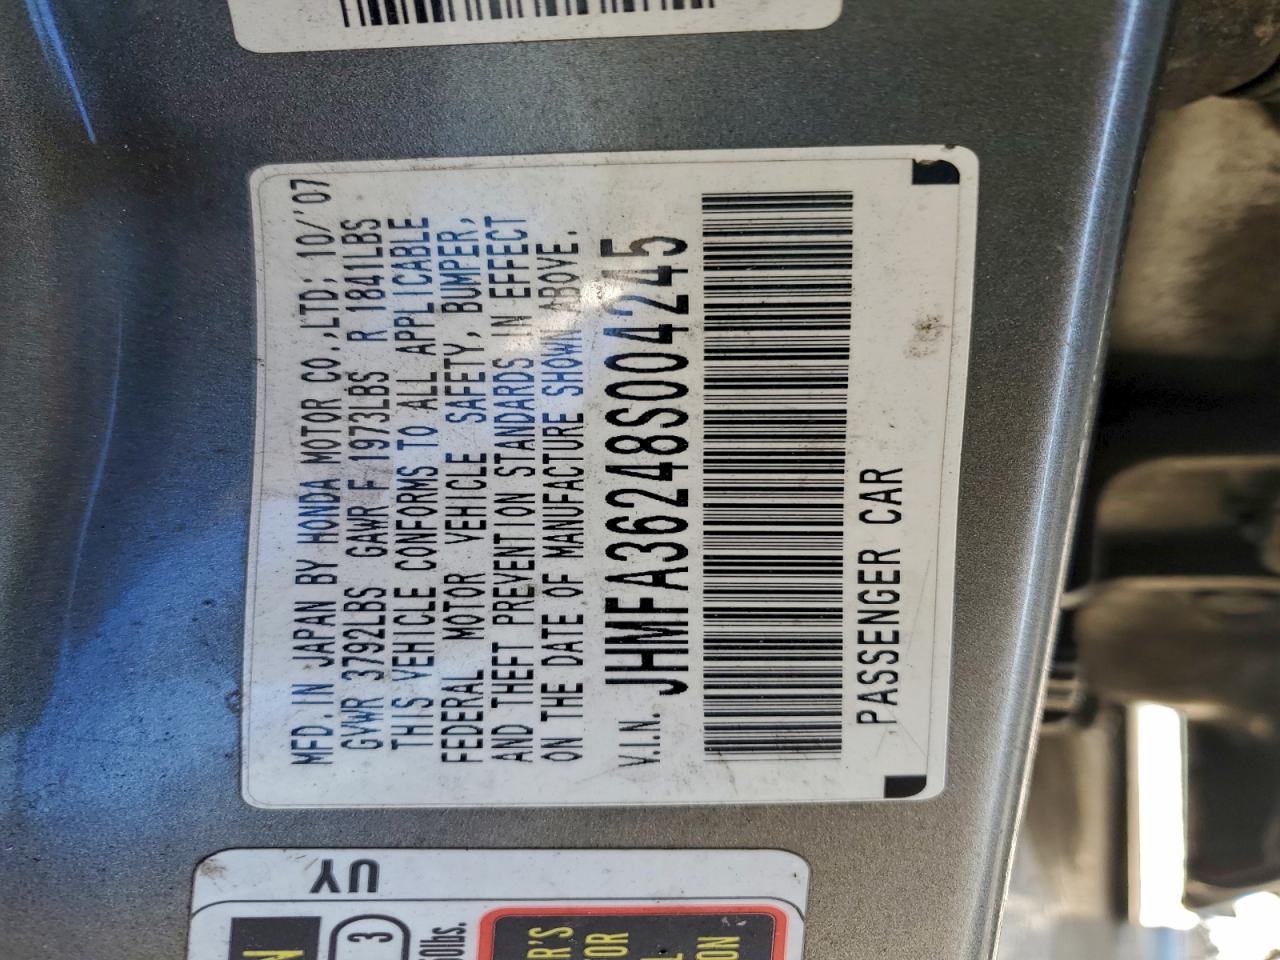 MFD. IN JAPAN BY HONDA MOTOR CO.,LTD; 10/'07
GVWR 3792LBS GAWR F 1973LBS R 1841LBS
THIS VEHICLE CONFORMS TO ALL APPLICABLE
FEDERAL MOTOR VEHICLE SAFETY, BUMPER,
AND THEFT PREVENTION STANDARDS IN EFFECT
ON THE DATE OF MANUFACTURE SHOWN ABOVE.
V.I.N. JHMFA36248S004245
PASSENGER CAR
UY
3
'S